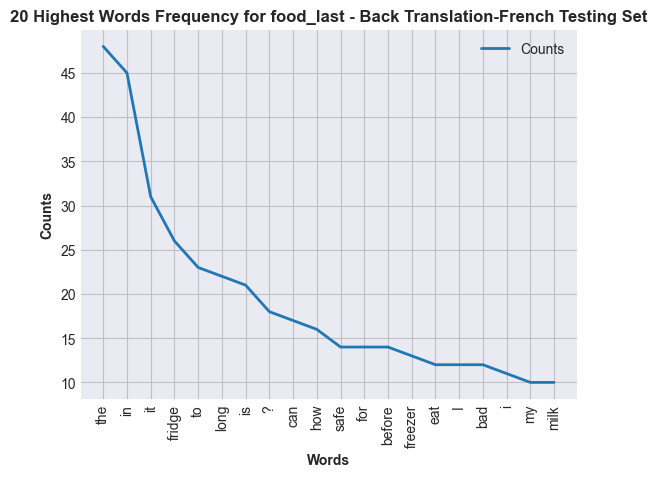 20 Highest Words Frequency for food_last - Back Translation-French Testing Set
Counts
Counts
45
40
35
30
25
20
15
10
the
in
it
fridge
to
long
is
?
can
how
safe
for
before
freezer
eat
I
bad
i
my
milk
Words